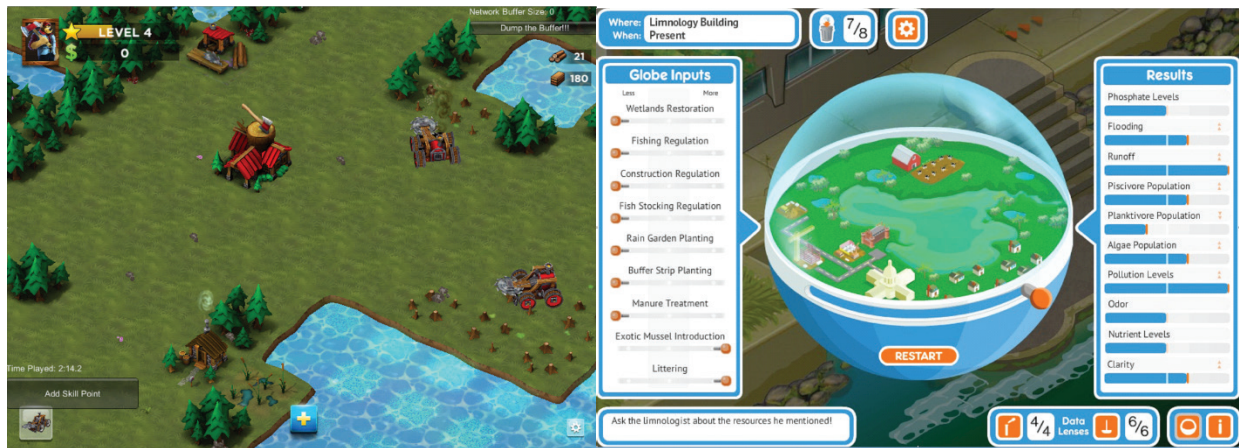 Network Buffer Size: 0
Dump the Buffer!!!
LEVEL 4
$ 0
21
180
Time Played: 2:14.2
Add Skill Point
Where: Limnology Building
When: Present
7/8
Globe Inputs
Less More
Wetlands Restoration
Fishing Regulation
Construction Regulation
Fish Stocking Regulation
Rain Garden Planting
Buffer Strip Planting
Manure Treatment
Exotic Mussel Introduction
Littering
RESTART
Results
Phosphate Levels
Flooding
Runoff
Piscivore Population
Planktivore Population
Algae Population
Pollution Levels
Odor
Nutrient Levels
Clarity
Ask the limnologist about the resources he mentioned!
4/4 Data Lenses 6/6